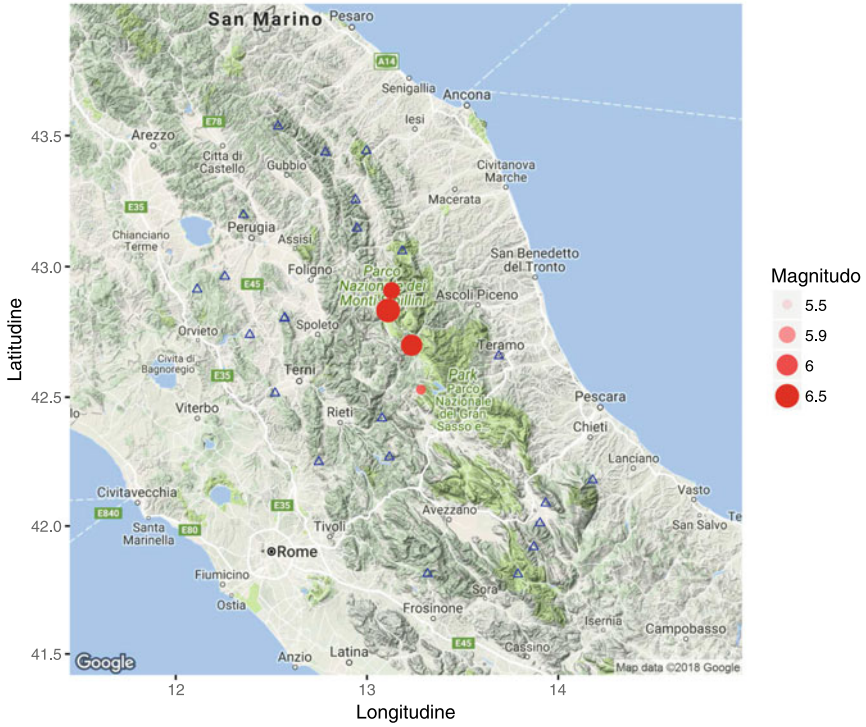 San Marino
Pesaro
A14
Senigallia
Ancona
Iesi
E78
Arezzo
Citta di
Castello
Gubbio
Civitanova
Marche
Macerata
E35
Perugia
Chianciano
Terme
Assisi
San Benedetto
del Tronto
Foligno
E45
Parco
Nazionale dei
Ascoli Piceno
Orvieto
Spoleto
Teramo
Civita di
Bagnoregio
E35
Terni
Park
Parco
Nazionale
del Gran
Sasso e...
Viterbo
Rieti
Pescara
Chieti
Lanciano
Civitavecchia
E840
Santa
Marinella
E80
E35
Tivoli
Avezzano
Vasto
San Salvo
Te
Rome
Fiumicino
Ostia
Sora
Frosinone
Isernia
Campobasso
E45
Cassino
Latina
Anzio
Google
Map data ©2018 Google
43.5
43.0
42.5
42.0
41.5
Latitudine
12
13
14
Longitudine
Magnitudo
5.5
5.9
6
6.5